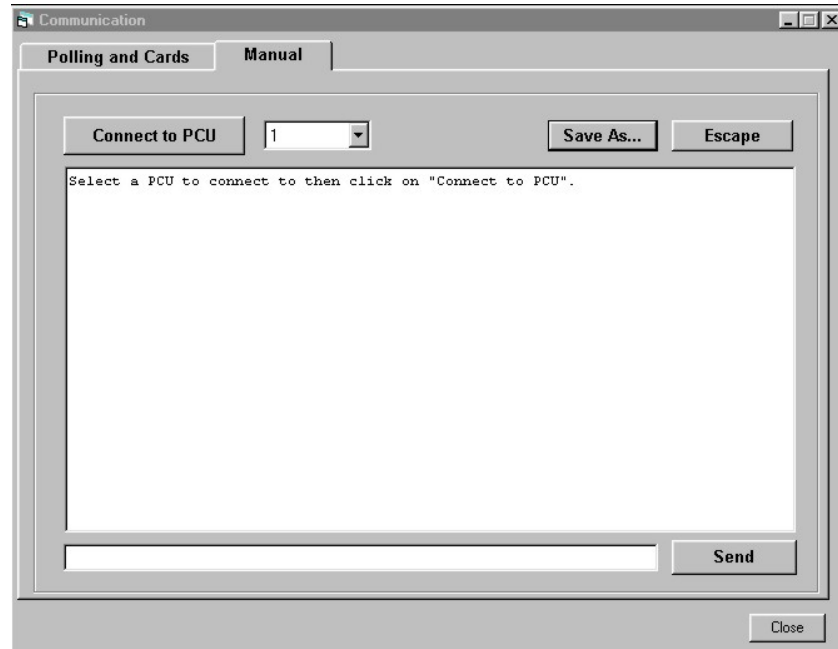 Communication
Polling and Cards
Manual
Connect to PCU
1
Save As...
Escape
Select a PCU to connect to then click on "Connect to PCU".
Send
Close